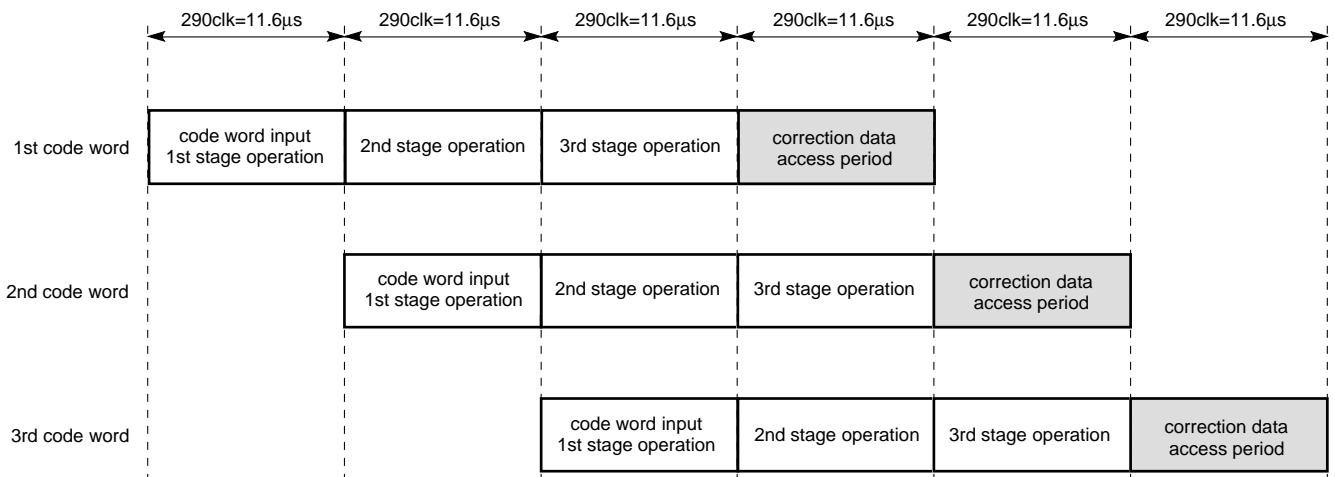 290clk=11.6μs 290clk=11.6μs 290clk=11.6μs 290clk=11.6μs 290clk=11.6μs 290clk=11.6μs
1st code word
code word input
1st stage operation
2nd stage operation
3rd stage operation
correction data
access period
2nd code word
code word input
1st stage operation
2nd stage operation
3rd stage operation
correction data
access period
3rd code word
code word input
1st stage operation
2nd stage operation
3rd stage operation
correction data
access period